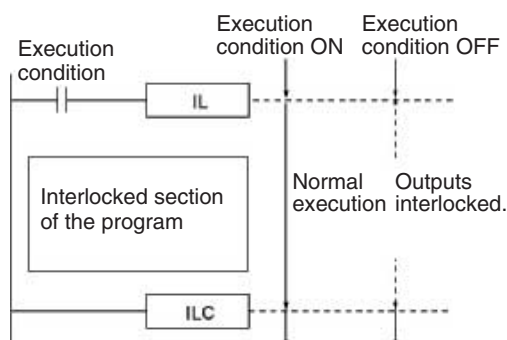 Execution
condition
Execution
condition ON
Execution
condition OFF
IL
Interlocked section
of the program
Normal
execution
Outputs
interlocked.
ILC